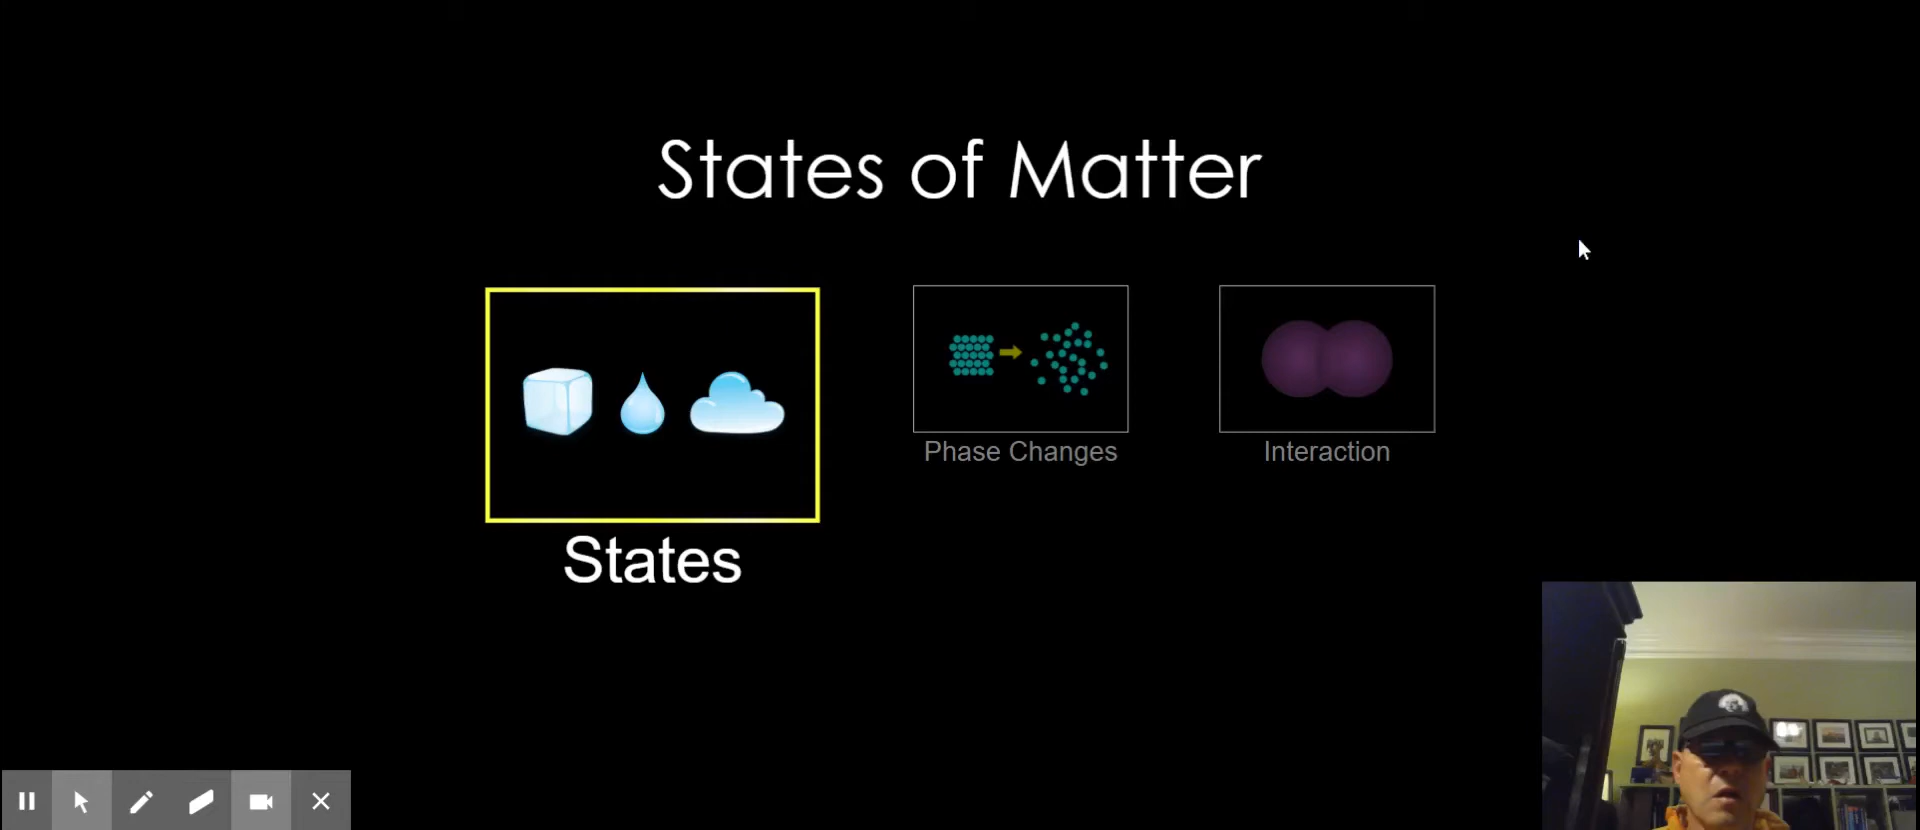 States of Matter
Phase Changes
Interaction
States